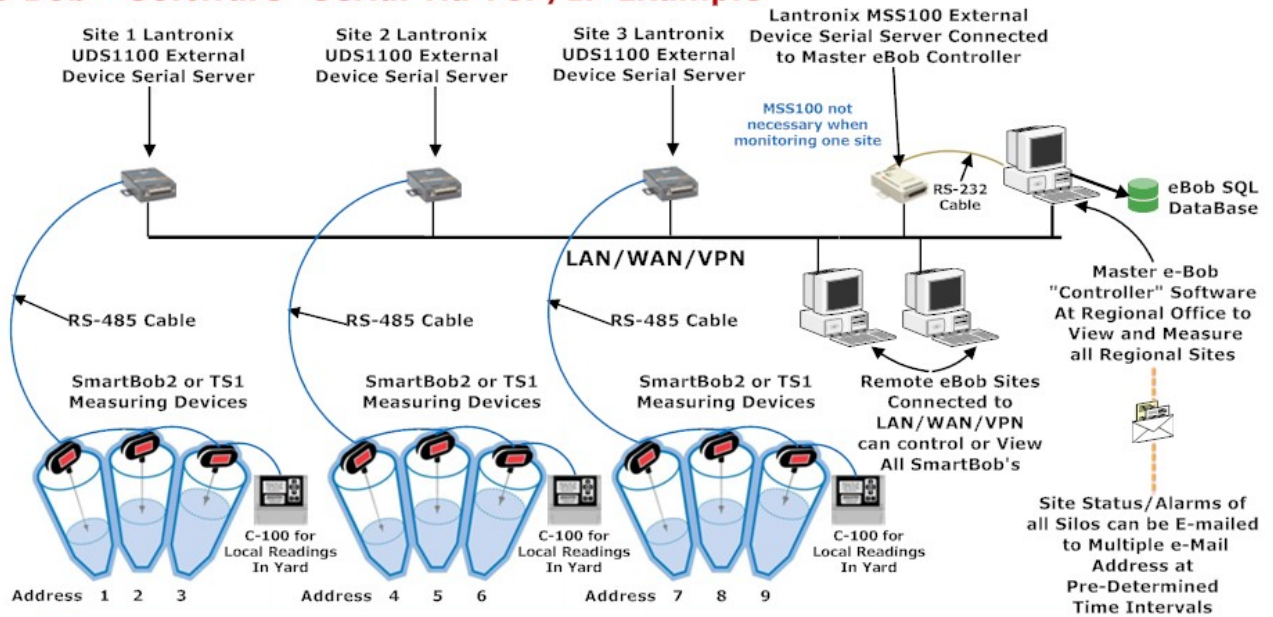 Site 1 Lantronix
UDS1100 External
Device Serial Server
Site 2 Lantronix
UDS1100 External
Device Serial Server
Site 3 Lantronix
UDS1100 External
Device Serial Server
Lantronix MSS100 External
Device Serial Server Connected
to Master eBob Controller
MSS100 not
necessary when
monitoring one site
RS-232
Cable
eBob SQL
DataBase
LAN/WAN/VPN
RS-485 Cable
RS-485 Cable
RS-485 Cable
Master e-Bob
"Controller" Software
At Regional Office to
View and Measure
all Regional Sites
SmartBob2 or TS1
Measuring Devices
SmartBob2 or TS1
Measuring Devices
SmartBob2 or TS1
Measuring Devices
Remote eBob Sites
Connected to
LAN/WAN/VPN
can control or View
All SmartBob's
C-100 for
Local Readings
In Yard
C-100 for
Local Readings
In Yard
C-100 for
Local Readings
In Yard
Site Status/Alarms of
all Silos can be E-mailed
to Multiple e-Mail
Address at
Pre-Determined
Time Intervals
Address 1 2 3
Address 4 5 6
Address 7 8 9